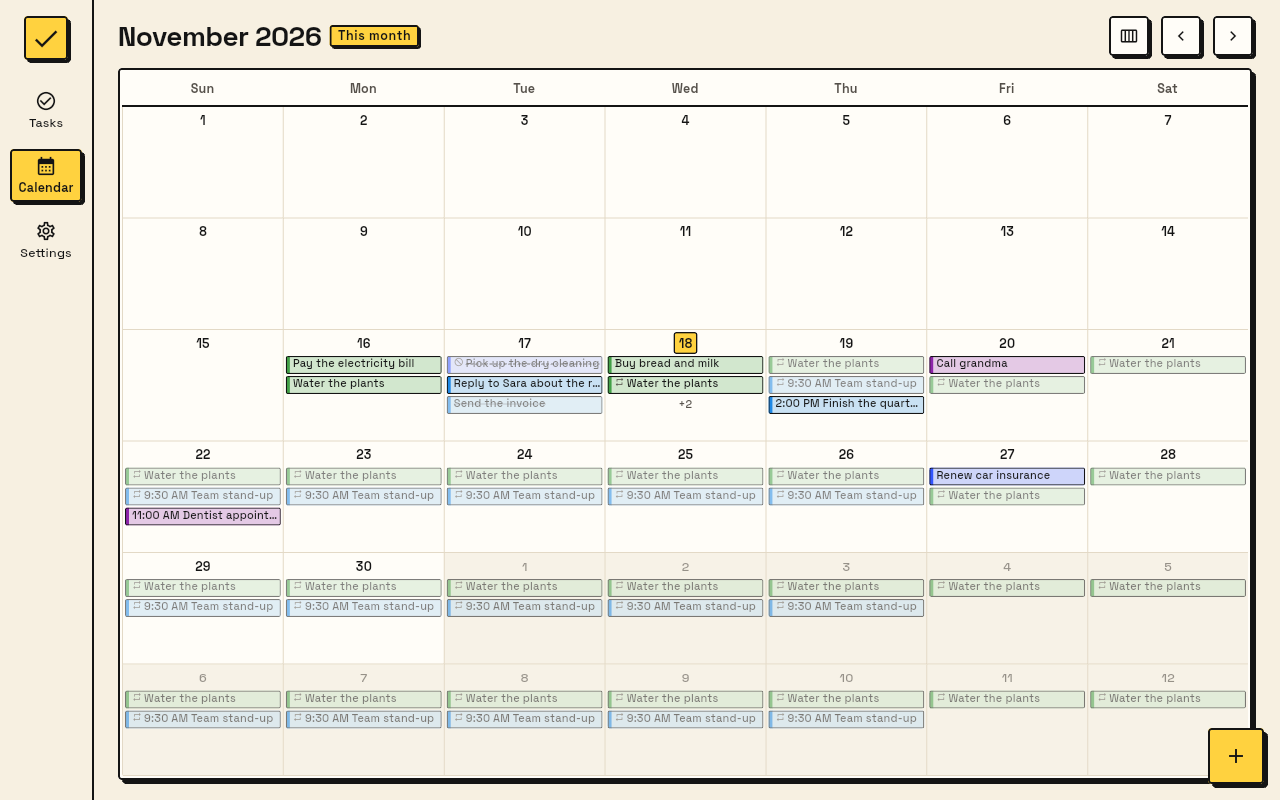 November 2026 This month
Sun Mon Tue Wed Thu Fri Sat
Tasks
Calendar
Settings
1 2 3 4 5 6 7
8 9 10 11 12 13 14
15 16 17 18 19 20 21
Pay the electricity bill Pick up the dry cleaning Buy bread and milk Water the plants Call grandma Water the plants
Water the plants Reply to Sara about the r... Water the plants 9:30 AM Team stand-up Water the plants
Send the invoice +2 2:00 PM Finish the quart...
22 23 24 25 26 27 28
Water the plants Water the plants Water the plants Water the plants Water the plants Renew car insurance Water the plants
9:30 AM Team stand-up 9:30 AM Team stand-up 9:30 AM Team stand-up 9:30 AM Team stand-up 9:30 AM Team stand-up Water the plants
11:00 AM Dentist appoint...
29 30 1 2 3 4 5
Water the plants Water the plants Water the plants Water the plants Water the plants Water the plants Water the plants
9:30 AM Team stand-up 9:30 AM Team stand-up 9:30 AM Team stand-up 9:30 AM Team stand-up 9:30 AM Team stand-up
6 7 8 9 10 11 12
Water the plants Water the plants Water the plants Water the plants Water the plants Water the plants Water the plants
9:30 AM Team stand-up 9:30 AM Team stand-up 9:30 AM Team stand-up 9:30 AM Team stand-up 9:30 AM Team stand-up